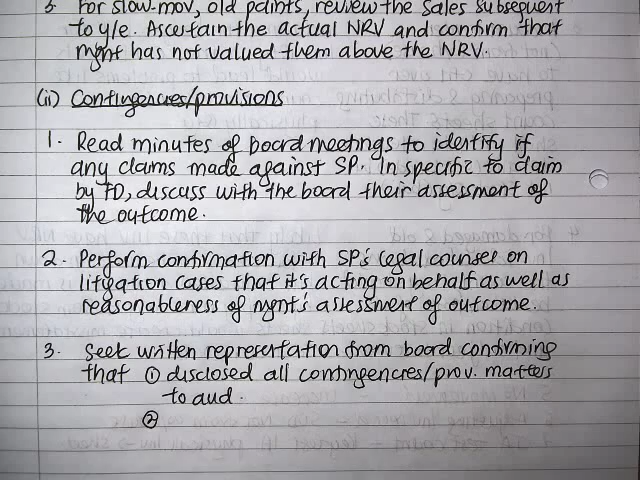 3. For slow-mov, old paints, review the sales subsequent
to y/e. Ascertain the actual NRV and confirm that
mgnt has not valued them above the NRV.
(ii) Contingencies/provisions
1. Read minutes of board meetings to identify if
any claims made against SP. In specific to claim
by FD, discuss with the board their assessment of
the outcome.
2. Perform confirmation with SP's legal counsel on
litigation cases that it's acting on behalf as well as
reasonableness of mgnt's assessment of outcome.
3. Seek written representation from board confirming
that ① disclosed all contingencies/prov. matters
to aud.
②